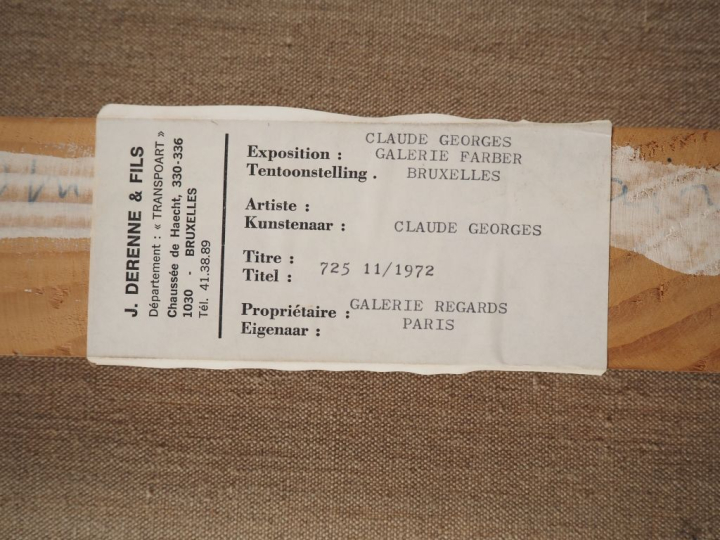 J. DERENNE & FILS
Département : « TRANSPOART »
Chaussée de Haecht, 330-336
1030 - BRUXELLES
Tél. 41.38.89
CLAUDE GEORGES
Exposition : GALERIE FARBER
Tentoonstelling . BRUXELLES
Artiste :
Kunstenaar : CLAUDE GEORGES
Titre :
Titel : 725 11/1972
Propriétaire : GALERIE REGARDS
Eigenaar : PARIS